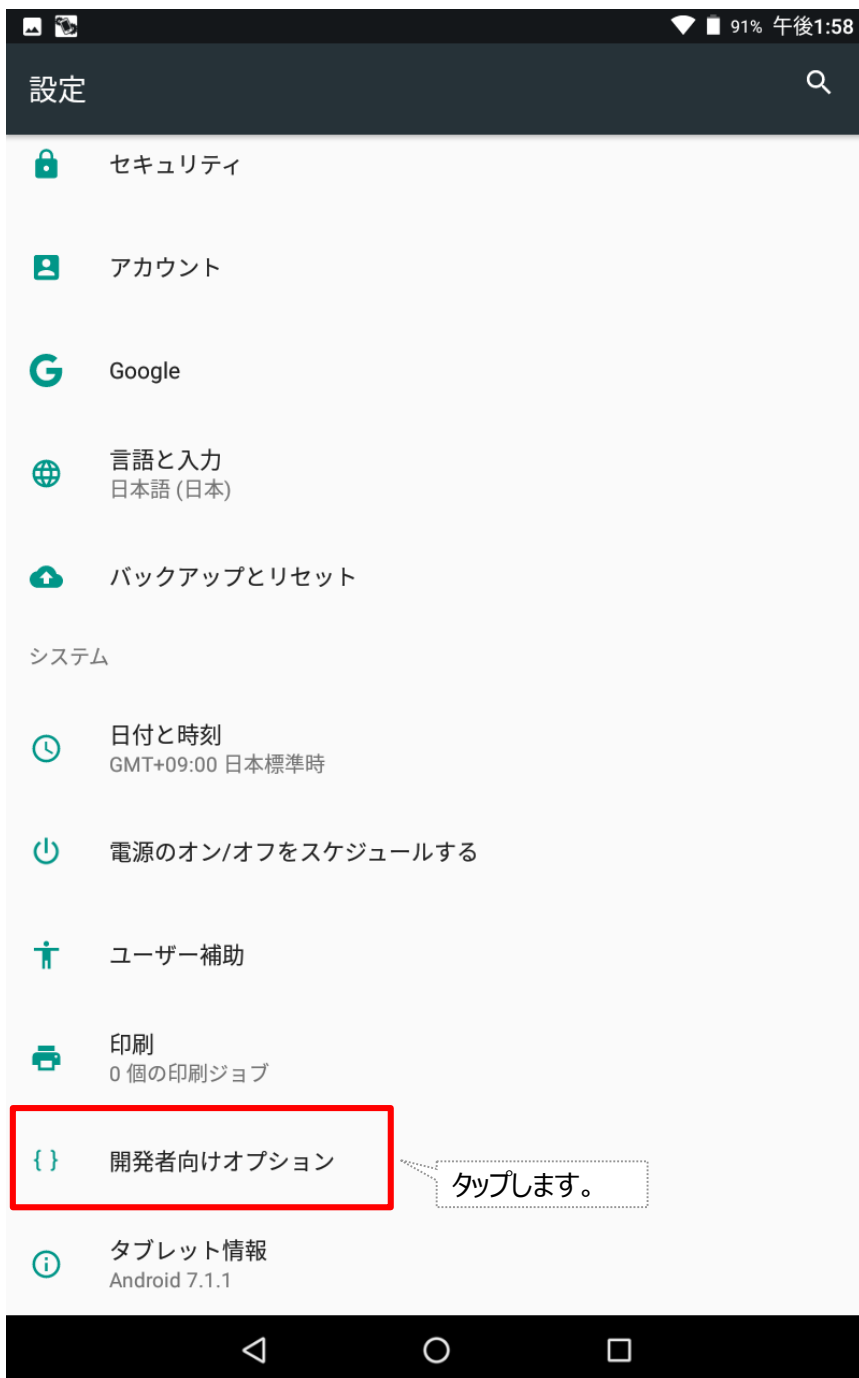 91% 午後1:58
設定
セキュリティ
アカウント
Google
言語と入力
日本語 (日本)
バックアップとリセット
システム
日付と時刻
GMT+09:00 日本標準時
電源のオン/オフをスケジュールする
ユーザー補助
印刷
0 個の印刷ジョブ
{ } 開発者向けオプション
タップします。
タブレット情報
Android 7.1.1